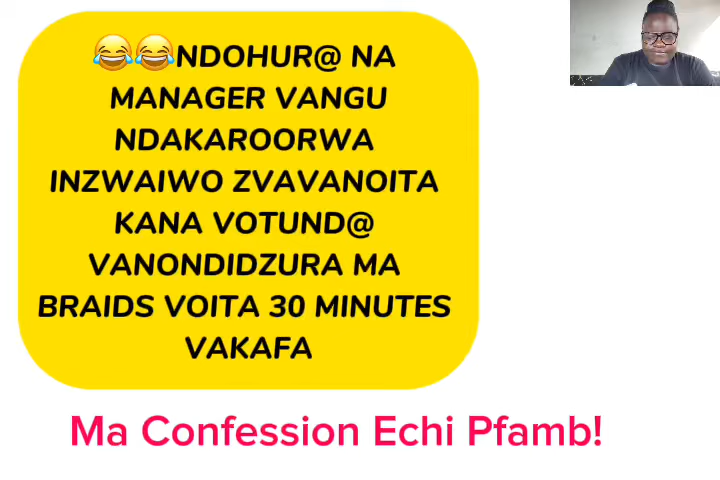 😂😂NDOHUR@ NA
MANAGER VANGU
NDAKAROORWA
INZWAIWO ZVAVANOITA
KANA VOTUND@
VANONDIDZURA MA
BRAIDS VOITA 30 MINUTES
VAKAFA
Ma Confession Echi Pfamb!